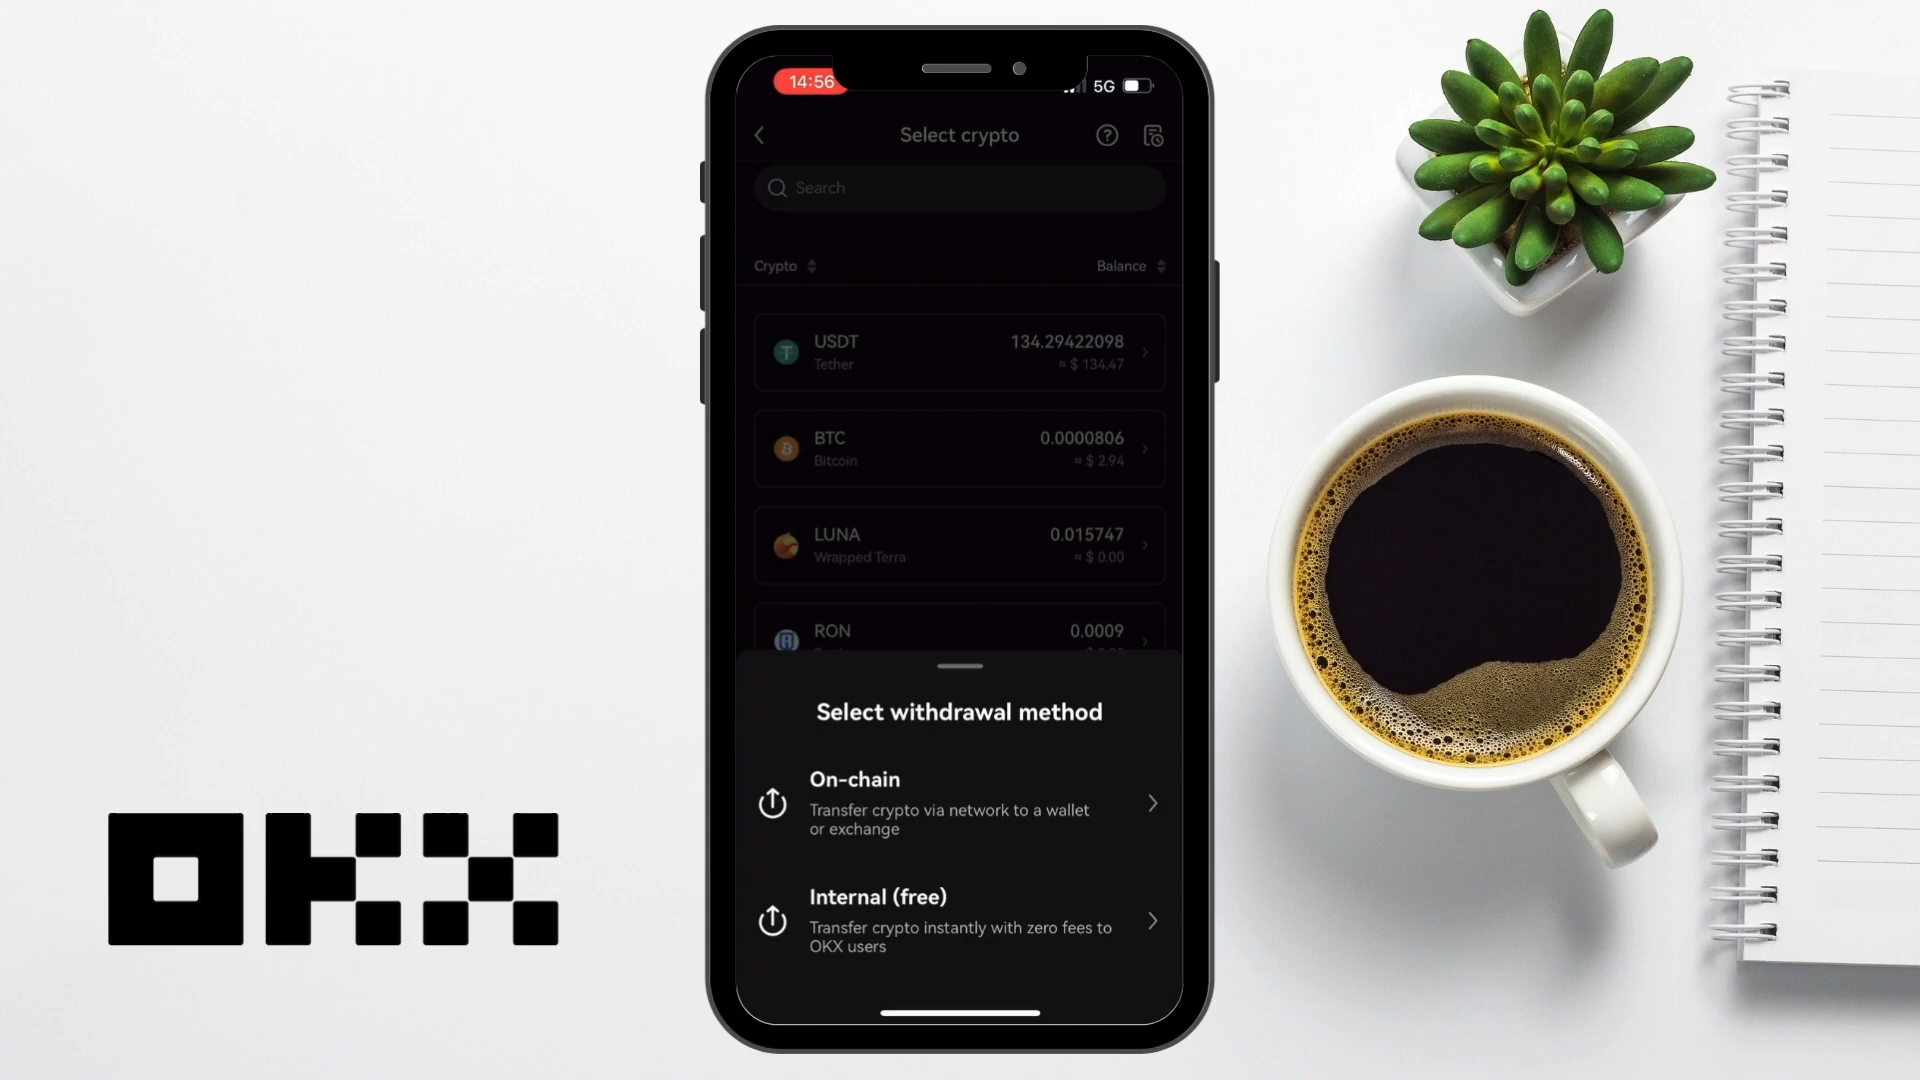 14:56
5G
Select crypto
Search
Crypto
Balance
USDT
134.29422098
Tether
≈ $ 134.47
BTC
0.0000806
Bitcoin
≈ $ 2.94
LUNA
0.015747
Wrapped Terra
≈ $ 0.00
RON
0.0009
Select withdrawal method
On-chain
Transfer crypto via network to a wallet
or exchange
Internal (free)
Transfer crypto instantly with zero fees to
OKX users
OKX